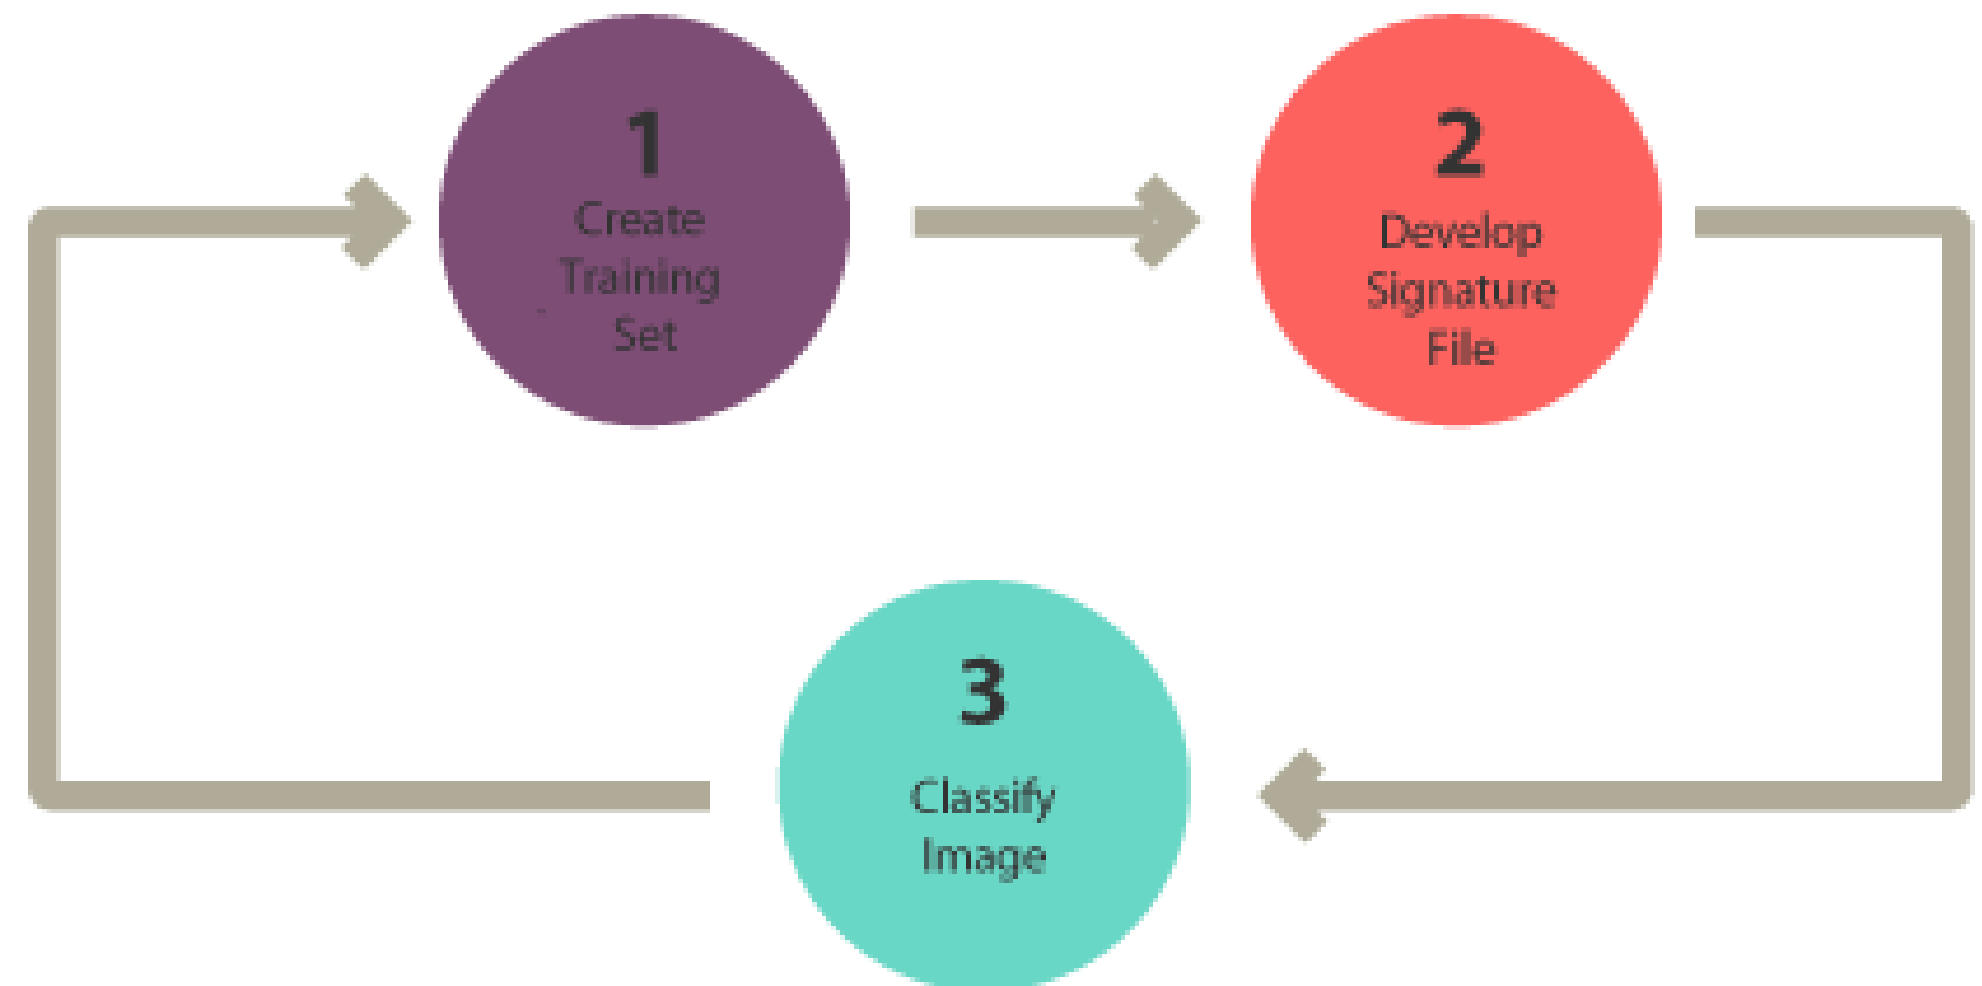 1
Create
Training
Set
2
Develop
Signature
File
3
Classify
Image